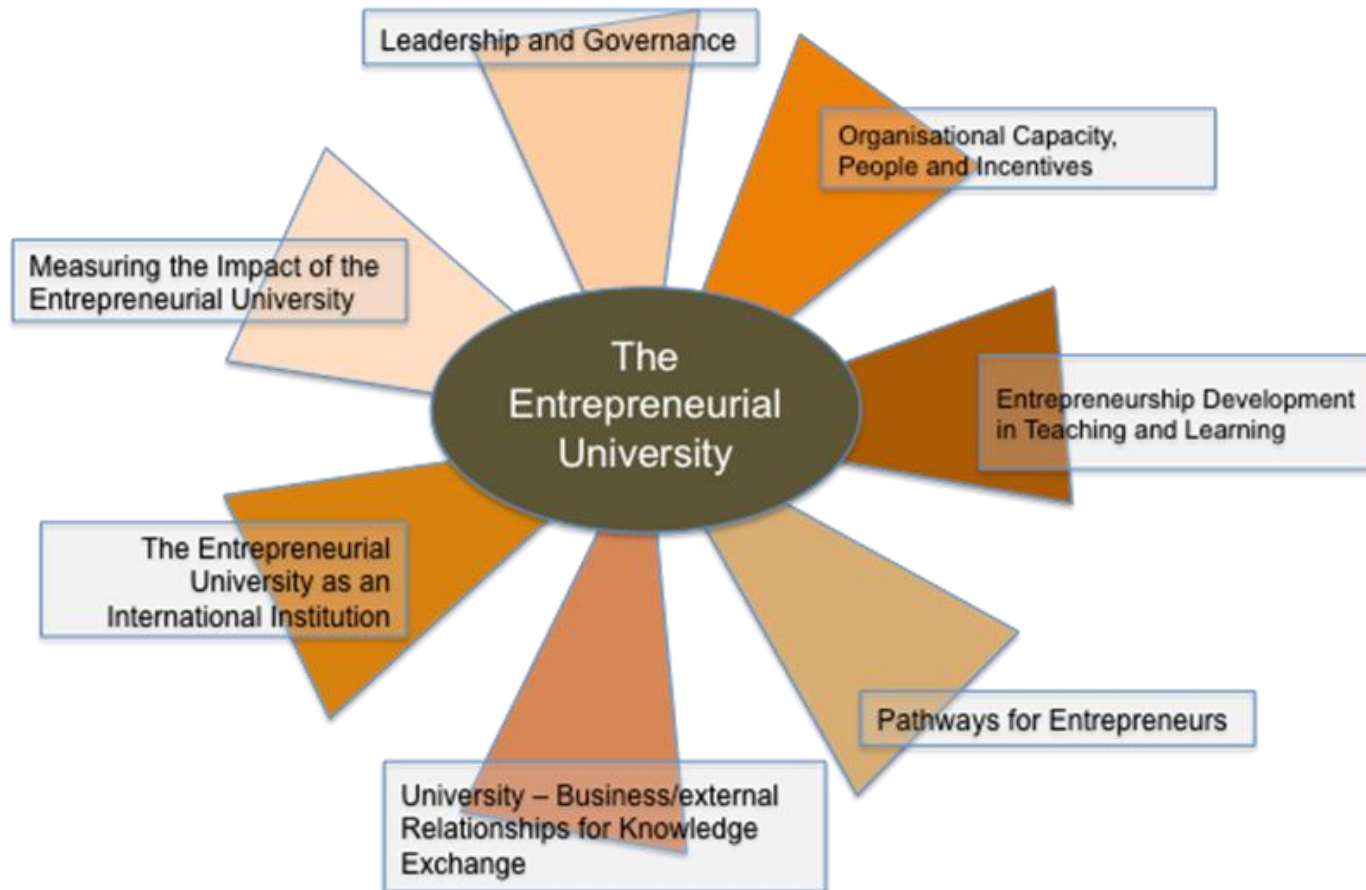 Leadership and Governance
Organisational Capacity,
People and Incentives
Measuring the Impact of the
Entrepreneurial University
The
Entrepreneurial
University
Entrepreneurship Development
in Teaching and Learning
The Entrepreneurial
University as an
International Institution
Pathways for Entrepreneurs
University – Business/external
Relationships for Knowledge
Exchange